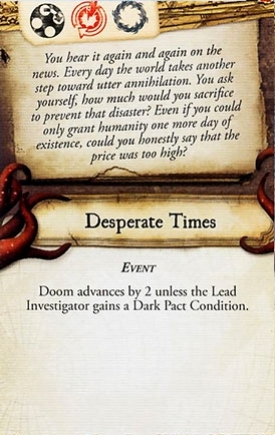 You hear it again and again on the
news. Every day the world takes another
step toward utter annihilation. You ask
yourself, how much would you sacrifice
to prevent that disaster? Even if you could
only grant humanity one more day of
existence, could you honestly say that the
price was too high?
Desperate Times
EVENT
Doom advances by 2 unless the Lead
Investigator gains a Dark Pact Condition.